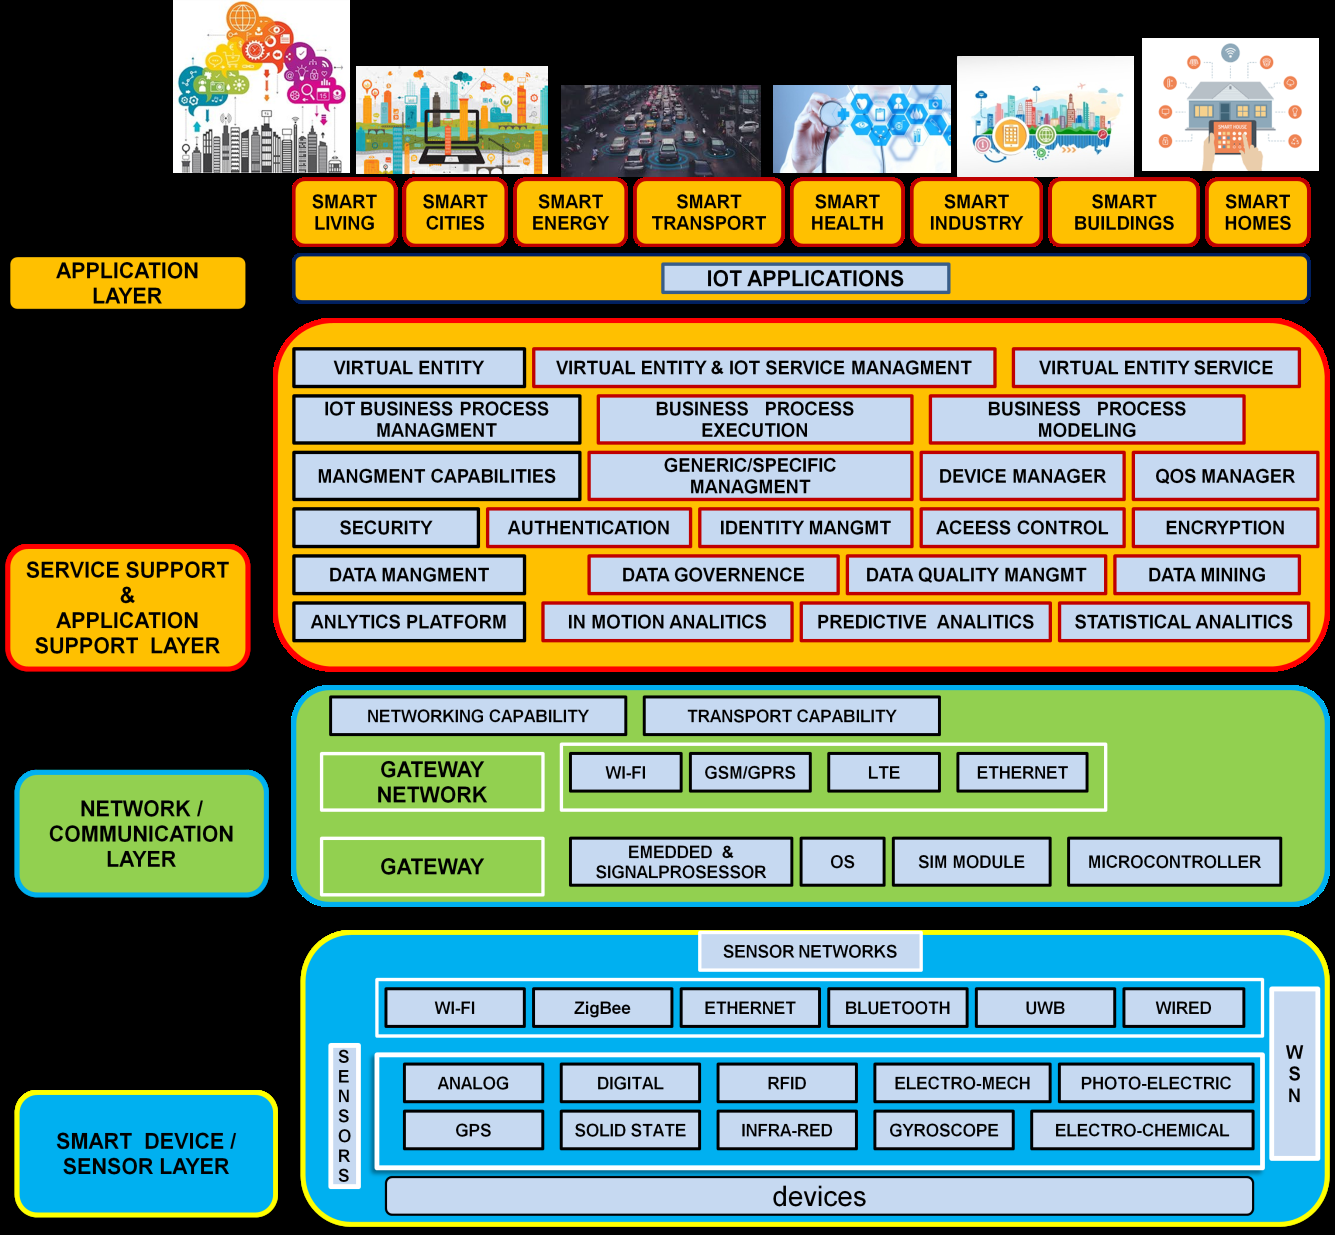 SMART HOUSE
SMART
LIVING
SMART
CITIES
SMART
ENERGY
SMART
TRANSPORT
SMART
HEALTH
SMART
INDUSTRY
SMART
BUILDINGS
SMART
HOMES
APPLICATION
LAYER
IOT APPLICATIONS
VIRTUAL ENTITY
VIRTUAL ENTITY & IOT SERVICE MANAGMENT
VIRTUAL ENTITY SERVICE
IOT BUSINESS PROCESS
MANAGMENT
BUSINESS PROCESS
EXECUTION
BUSINESS PROCESS
MODELING
MANGMENT CAPABILITIES
GENERIC/SPECIFIC
MANAGMENT
DEVICE MANAGER
QOS MANAGER
SECURITY
AUTHENTICATION
IDENTITY MANGMT
ACEESS CONTROL
ENCRYPTION
SERVICE SUPPORT
&
APPLICATION
SUPPORT LAYER
DATA MANGMENT
DATA GOVERNENCE
DATA QUALITY MANGMT
DATA MINING
ANLYTICS PLATFORM
IN MOTION ANALITICS
PREDICTIVE ANALITICS
STATISTICAL ANALITICS
NETWORKING CAPABILITY
TRANSPORT CAPABILITY
GATEWAY
NETWORK
WI-FI
GSM/GPRS
LTE
ETHERNET
NETWORK /
COMMUNICATION
LAYER
GATEWAY
EMEDDED &
SIGNALPROSESSOR
OS
SIM MODULE
MICROCONTROLLER
SENSOR NETWORKS
WI-FI
ZigBee
ETHERNET
BLUETOOTH
UWB
WIRED
WSN
SENSORS
ANALOG
DIGITAL
RFID
ELECTRO-MECH
PHOTO-ELECTRIC
GPS
SOLID STATE
INFRA-RED
GYROSCOPE
ELECTRO-CHEMICAL
SMART DEVICE /
SENSOR LAYER
devices